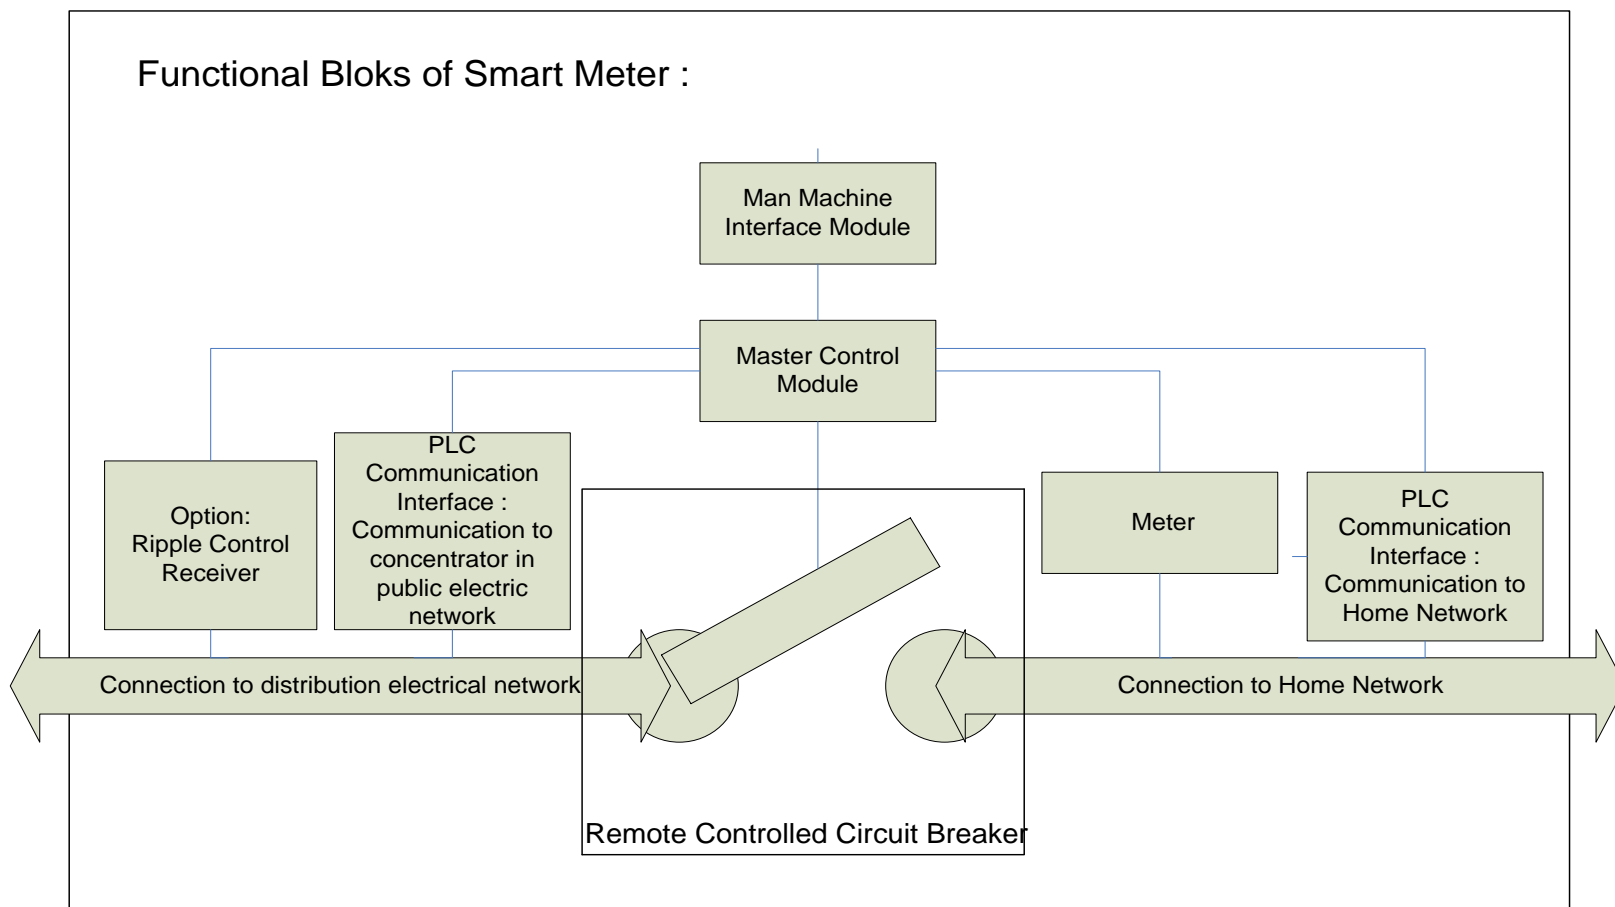 Functional Bloks of Smart Meter :
Man Machine
Interface Module
Master Control
Module
Option:
Ripple Control
Receiver
PLC
Communication
Interface :
Communication to
concentrator in
public electric
network
Meter
PLC
Communication
Interface :
Communication to
Home Network
Connection to distribution electrical network
Connection to Home Network
Remote Controlled Circuit Breaker